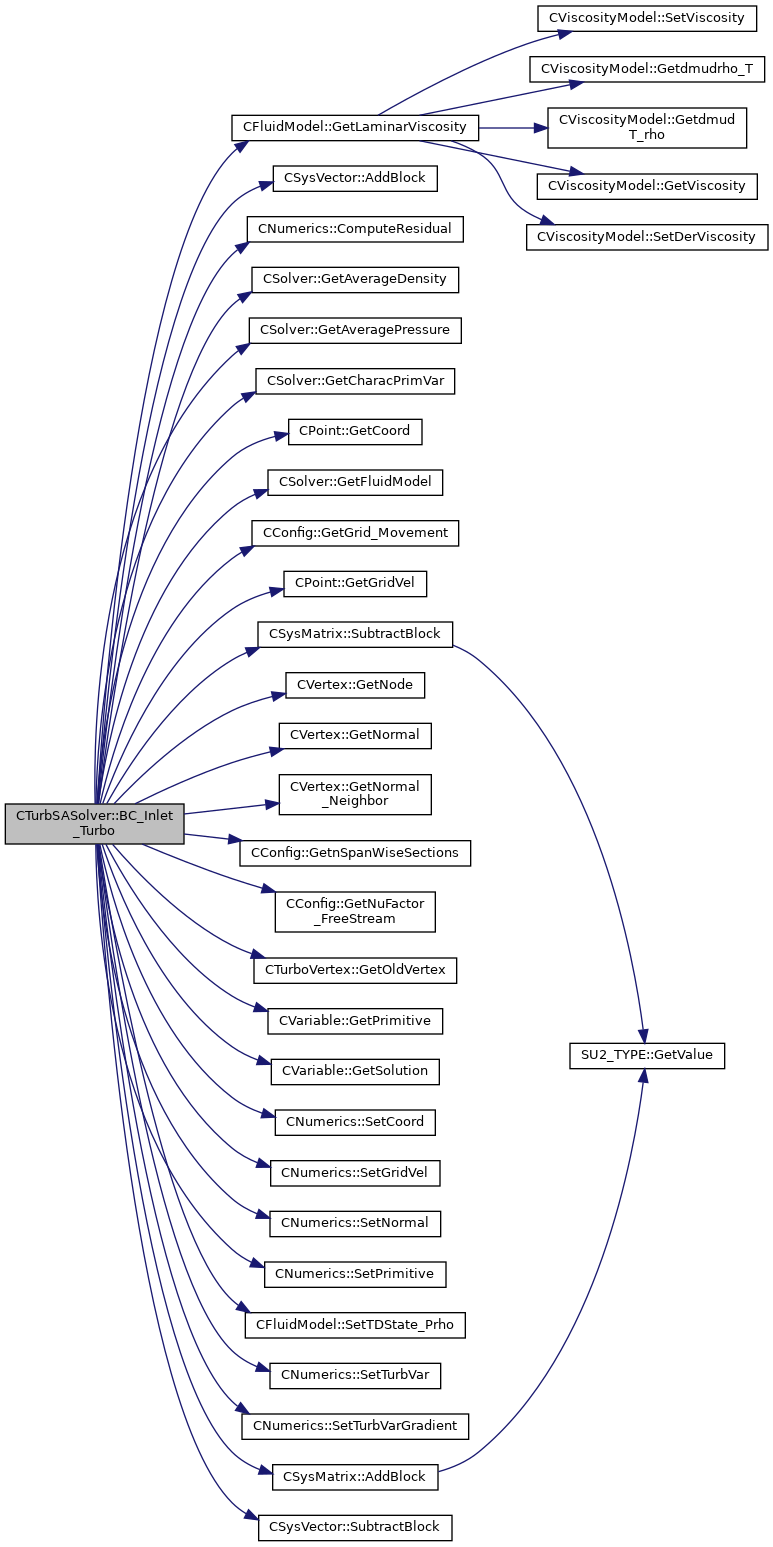 CViscosityModel::SetViscosity
CViscosityModel::Getdmudrho_T
CFluidModel::GetLaminarViscosity
CViscosityModel::Getdmud
T_rho
CSysVector::AddBlock
CViscosityModel::GetViscosity
CNumerics::ComputeResidual
CViscosityModel::SetDerViscosity
CSolver::GetAverageDensity
CSolver::GetAveragePressure
CSolver::GetCharacPrimVar
CPoint::GetCoord
CSolver::GetFluidModel
CConfig::GetGrid_Movement
CPoint::GetGridVel
CSysMatrix::SubtractBlock
CVertex::GetNode
CVertex::GetNormal
CVertex::GetNormal
_Neighbor
CTurbSASolver::BC_Inlet
_Turbo
CConfig::GetnSpanWiseSections
CConfig::GetNuFactor
_FreeStream
CTurboVertex::GetOldVertex
CVariable::GetPrimitive
SU2_TYPE::GetValue
CVariable::GetSolution
CNumerics::SetCoord
CNumerics::SetGridVel
CNumerics::SetNormal
CNumerics::SetPrimitive
CFluidModel::SetTDState_Prho
CNumerics::SetTurbVar
CNumerics::SetTurbVarGradient
CSysMatrix::AddBlock
CSysVector::SubtractBlock